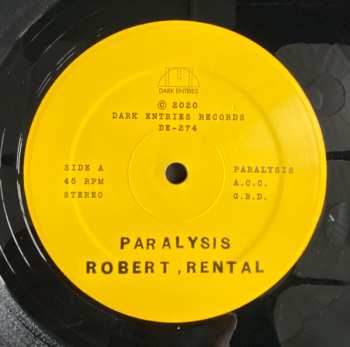 DARK ENTRIES
© 2020
DARK ENTRIES RECORDS
DE-274
SIDE A
45 RPM
STEREO
PARALYSIS
A.C.C.
G.B.D.
PARALYSIS
ROBERT, RENTAL